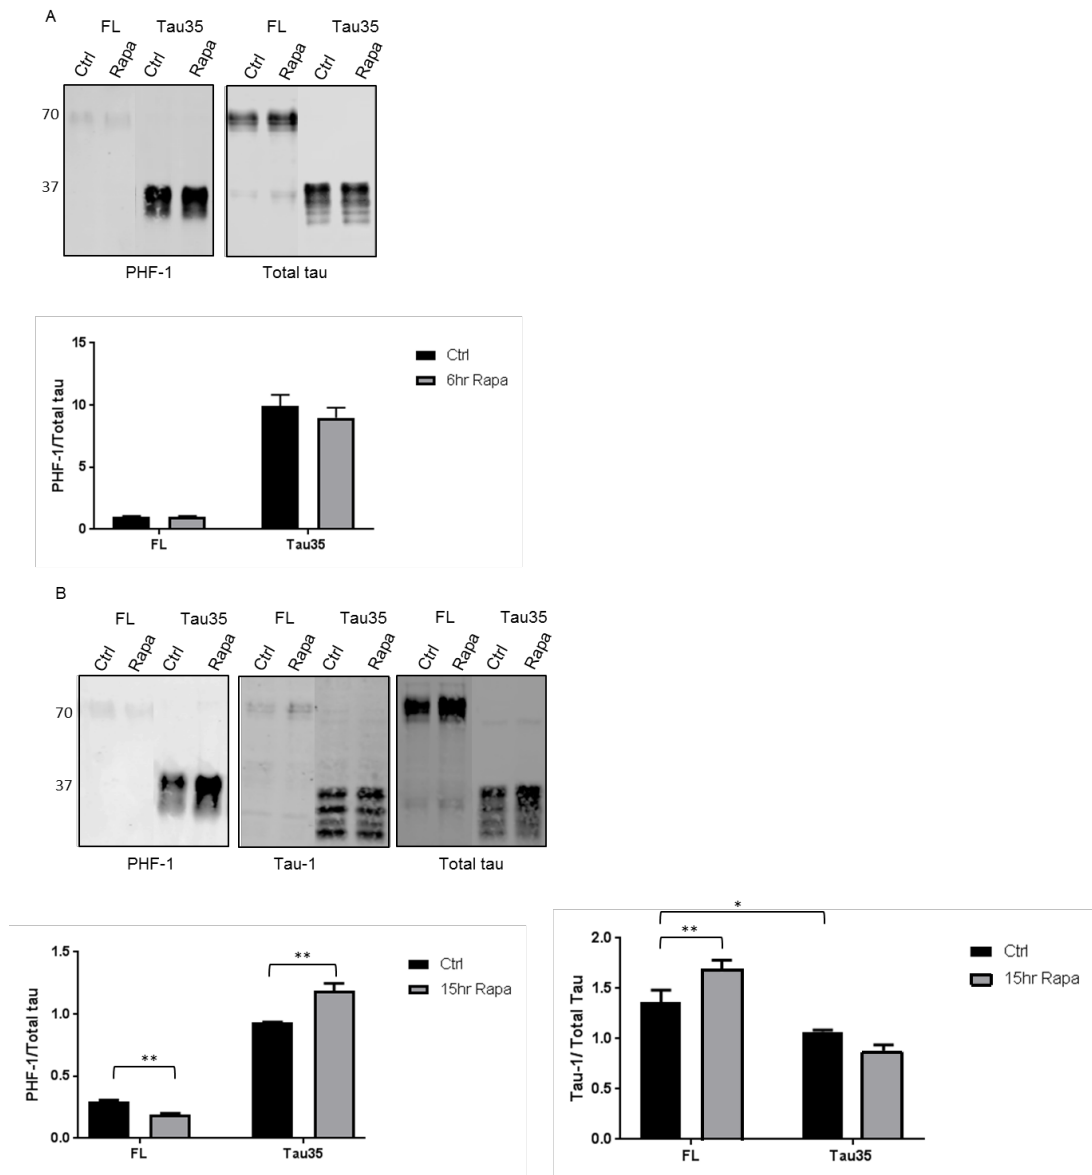 A
FL Tau35 FL Tau35
Ctrl Rapa Ctrl Rapa Ctrl Rapa Ctrl Rapa
70
37
PHF-1 Total tau
15
10
5
0
PHF-1/Total tau
Ctrl
6hr Rapa
FL Tau35
B
FL Tau35 FL Tau35 FL Tau35
Ctrl Rapa Ctrl Rapa Ctrl Rapa Ctrl Rapa Ctrl Rapa Ctrl Rapa
70
37
PHF-1 Tau-1 Total tau
1.5
1.0
0.5
0.0
PHF-1/Total tau
**
**
Ctrl
15hr Rapa
FL Tau35
2.0
1.5
1.0
0.5
0.0
Tau-1/ Total Tau
*
**
Ctrl
15hr Rapa
FL Tau35